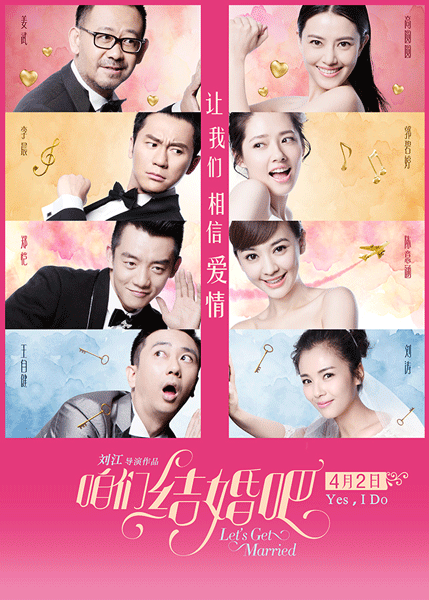 姜武
高圆圆
李晨
郭碧婷
郑恺
陈意涵
王自健
刘涛
让我们相信爱情
刘江 导演作品
咱们结婚吧
4月2日
Yes, I Do
Let's Get
Married